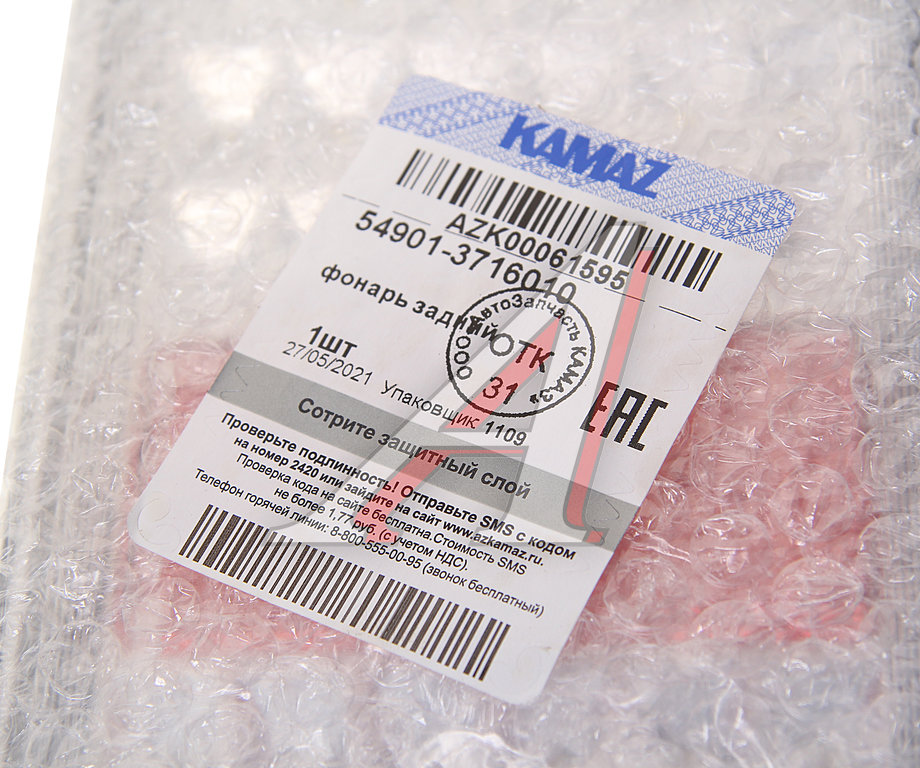 KAMAZ
AZK00061595
54901-3716010
фонарь задний
ООО "АвтоЗапчасть КАМАЗ"
ОТК
31
1шт
27/05/2021 Упаковщик 1109
EAC
Сотрите защитный слой
Проверьте подлинность! Отправьте SMS с кодом
на номер 2420 или зайдите на сайт www.azkamaz.ru.
Проверка кода на сайте бесплатна.Стоимость SMS
не более 1,77 руб. (с учетом НДС).
Телефон горячей линии: 8-800-555-00-95 (звонок бесплатный)